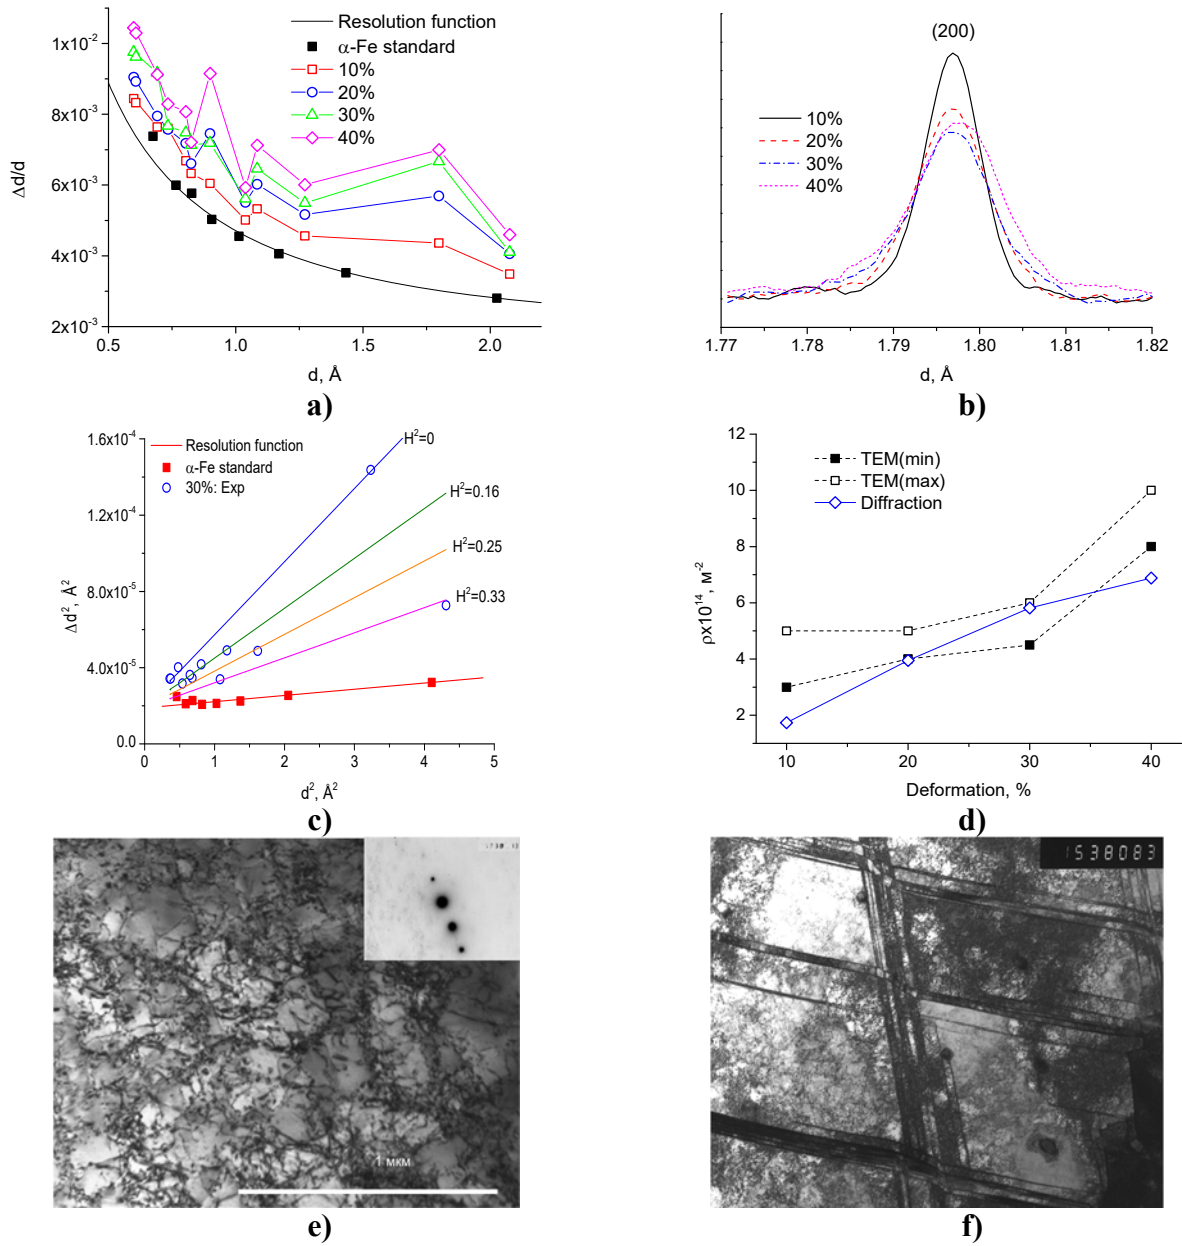 Resolution function
α-Fe standard
10%
20%
30%
40%
1x10⁻²
8x10⁻³
6x10⁻³
4x10⁻³
2x10⁻³
Δd/d
0.5 1.0 1.5 2.0
d, Å
a)
(200)
10%
20%
30%
40%
1.77 1.78 1.79 1.80 1.81 1.82
d, Å
b)
Resolution function
α-Fe standard
30%: Exp
H²=0
H²=0.16
H²=0.25
H²=0.33
1.6x10⁻⁴
1.2x10⁻⁴
8.0x10⁻⁵
4.0x10⁻⁵
0.0
Δd², Å²
0 1 2 3 4 5
d², Å²
c)
TEM(min)
TEM(max)
Diffraction
12
10
8
6
4
2
ρx10¹⁴, м⁻²
10 20 30 40
Deformation, %
d)
1 мкм
e)
1538083
f)